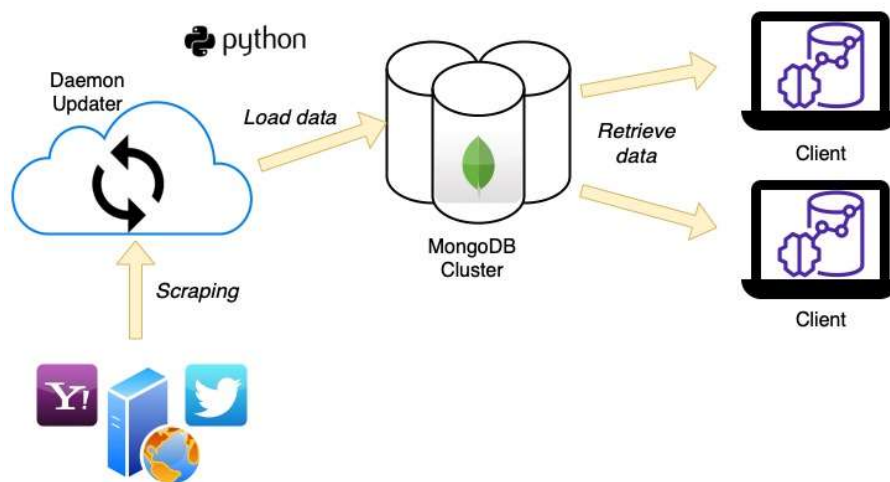 python
Daemon
Updater
Load data
Retrieve
data
Client
MongoDB
Cluster
Scraping
Client
Y!